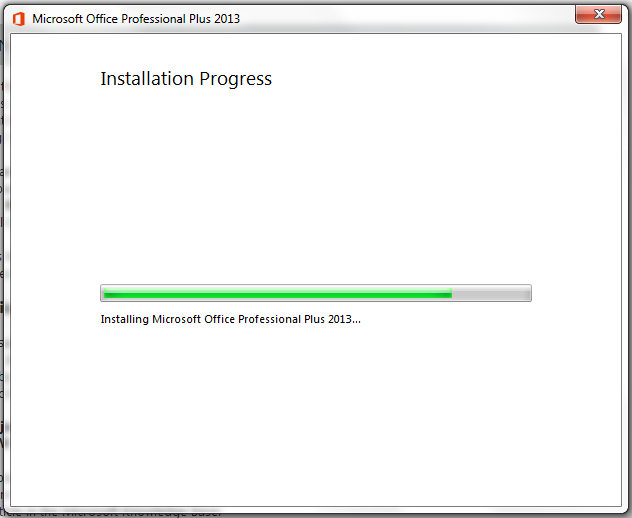 Microsoft Office Professional Plus 2013
Installation Progress
Installing Microsoft Office Professional Plus 2013...